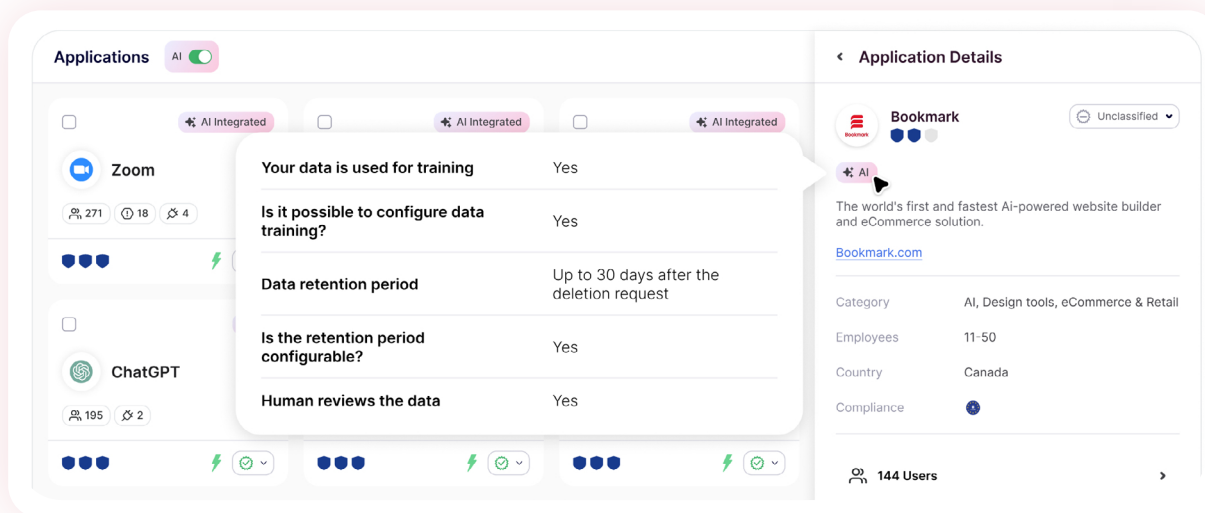 Applications
AI
Application Details
AI Integrated
AI Integrated
AI Integrated
Zoom
271
18
4
ChatGPT
195
2
Your data is used for training
Yes
Is it possible to configure data
training?
Yes
Data retention period
Up to 30 days after the
deletion request
Is the retention period
configurable?
Yes
Human reviews the data
Yes
Bookmark
Bookmark
Unclassified
AI
The world's first and fastest Ai-powered website builder
and eCommerce solution.
Bookmark.com
Category
AI, Design tools, eCommerce & Retail
Employees
11-50
Country
Canada
Compliance
144 Users